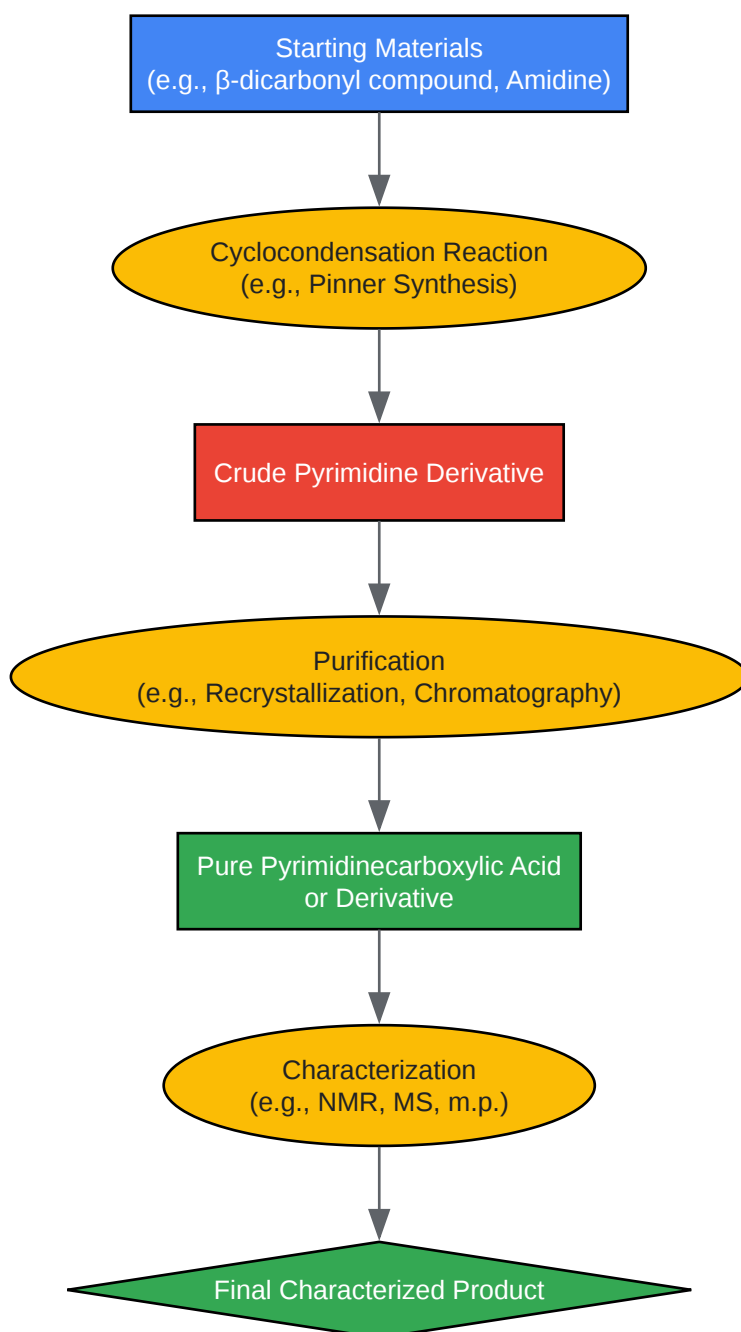 Starting Materials
(e.g., β-dicarbonyl compound, Amidine)
Cyclocondensation Reaction
(e.g., Pinner Synthesis)
Crude Pyrimidine Derivative
Purification
(e.g., Recrystallization, Chromatography)
Pure Pyrimidinecarboxylic Acid
or Derivative
Characterization
(e.g., NMR, MS, m.p.)
Final Characterized Product